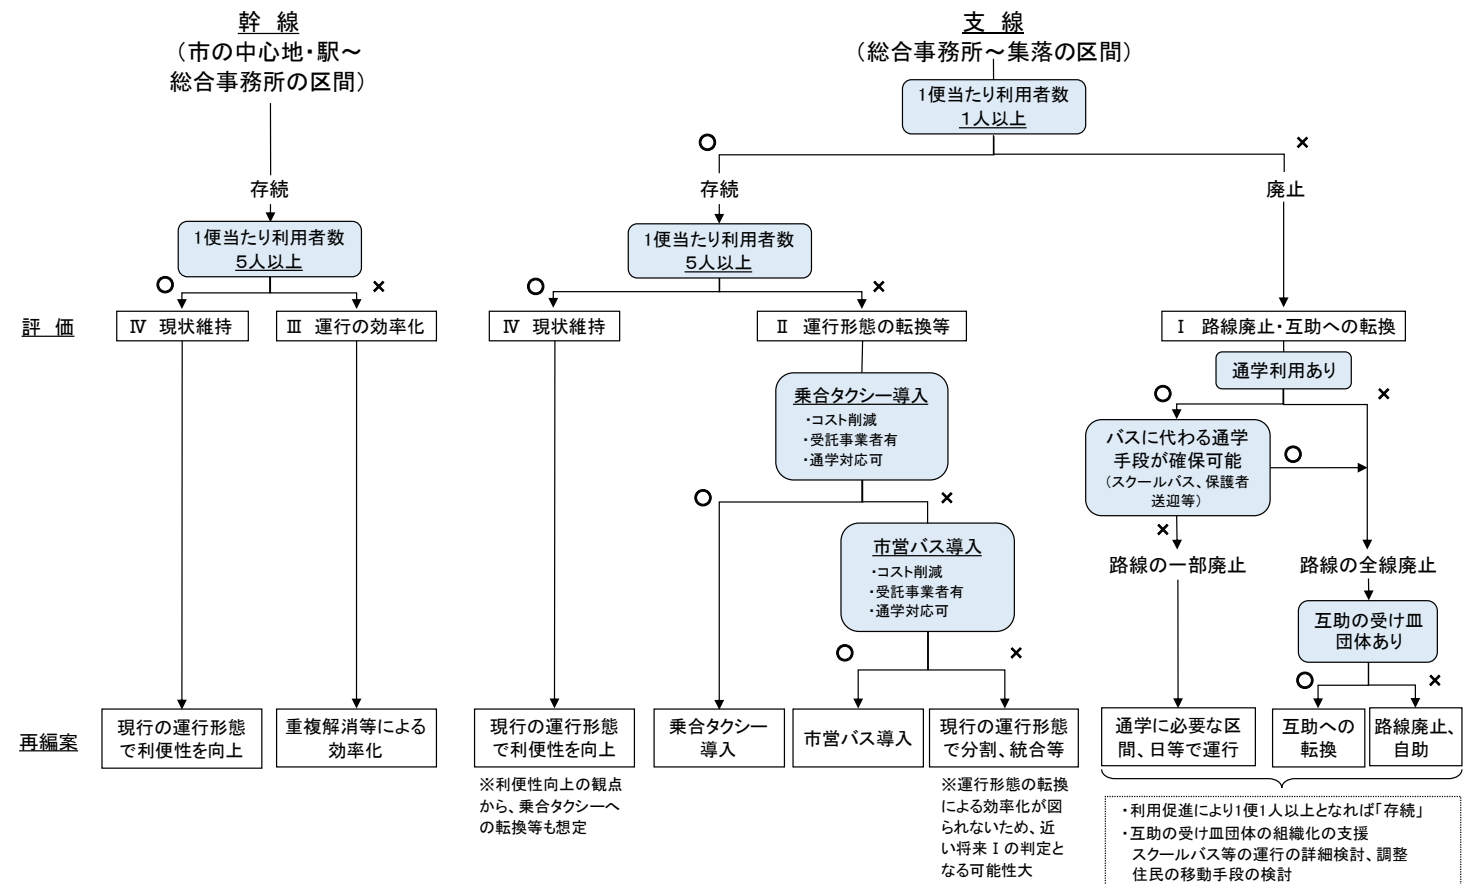 幹 線
（市の中心地・駅～
総合事務所の区間）
存続
1便当たり利用者数
5人以上
○
×
支 線
（総合事務所～集落の区間）
1便当たり利用者数
1人以上
○
×
存続
廃止
1便当たり利用者数
5人以上
○
×
評 価
Ⅳ 現状維持
Ⅲ 運行の効率化
Ⅳ 現状維持
Ⅱ 運行形態の転換等
Ⅰ 路線廃止・互助への転換
乗合タクシー導入
・コスト削減
・受託事業者有
・通学対応可
○
×
市営バス導入
・コスト削減
・受託事業者有
・通学対応可
○
×
通学利用あり
○
×
バスに代わる通学
手段が確保可能
（スクールバス、保護者
送迎等）
○
×
路線の一部廃止
路線の全線廃止
互助の受け皿
団体あり
○
×
再編案
現行の運行形態
で利便性を向上
重複解消等による
効率化
現行の運行形態
で利便性を向上
※利便性向上の観点
から、乗合タクシーへ
の転換等も想定
乗合タクシー
導入
市営バス導入
現行の運行形態
で分割、統合等
※運行形態の転換
による効率化が図
られないため、近
い将来Ⅰの判定と
なる可能性大
通学に必要な区
間、日等で運行
互助への
転換
路線廃止、
自助
・利用促進により1便1人以上となれば「存続」
・互助の受け皿団体の組織化の支援
スクールバス等の運行の詳細検討、調整
住民の移動手段の検討